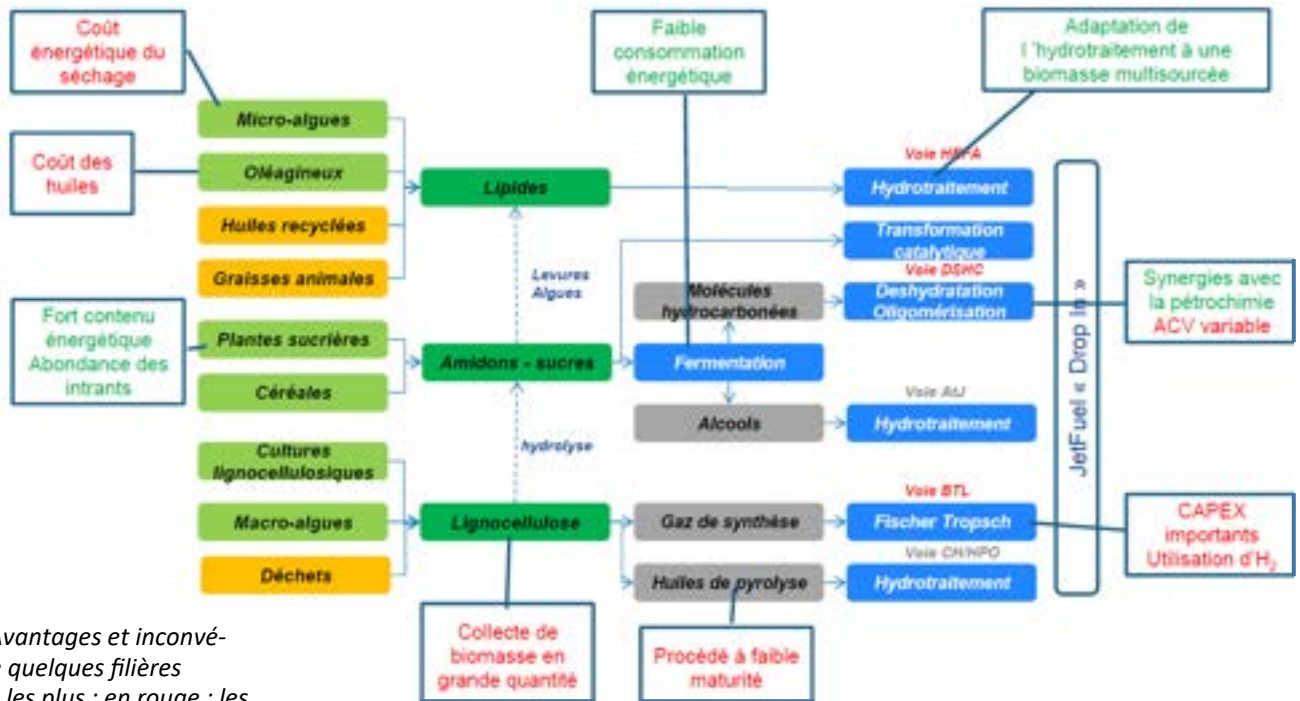 Coût
énergétique du
séchage
Faible
consommation
énergétique
Adaptation de
l 'hydrotraitement à une
biomasse multisourcée
Micro-algues
Coût des
huiles
Oléagineux
Huiles recyclées
Graisses animales
Lipides
Voie HEFA
Hydrotraitement
Transformation
catalytique
Levures
Algues
Molécules
hydrocarbonées
Voie DSHC
Deshydratation
Oligomérisation
Synergies avec
la pétrochimie
ACV variable
Fort contenu
énergétique
Abondance des
intrants
Plantes sucrières
Céréales
Amidons - sucres
Fermentation
Alcools
Voie AtJ
Hydrotraitement
JetFuel « Drop In »
hydrolyse
Cultures
lignocellulosiques
Macro-algues
Déchets
Lignocellulose
Gaz de synthèse
Voie BTL
Fischer Tropsch
Huiles de pyrolyse
Voie CH/HPO
Hydrotraitement
CAPEX
importants
Utilisation d'H₂
Collecte de
biomasse en
grande quantité
Procédé à faible
maturité
Avantages et inconvé-
quelques filières
les plus ; en rouge : les